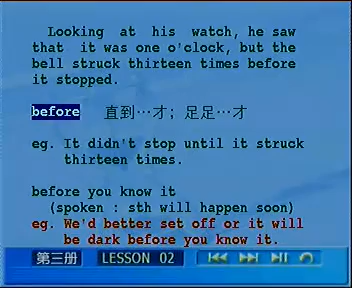 Looking at his watch, he saw
that it was one o'clock, but the
bell struck thirteen times before
it stopped.
before 直到…才；足足…才
eg. It didn't stop until it struck
thirteen times.
before you know it
(spoken : sth will happen soon)
eg. We'd better set off or it will
be dark before you know it.
第三册 LESSON 02